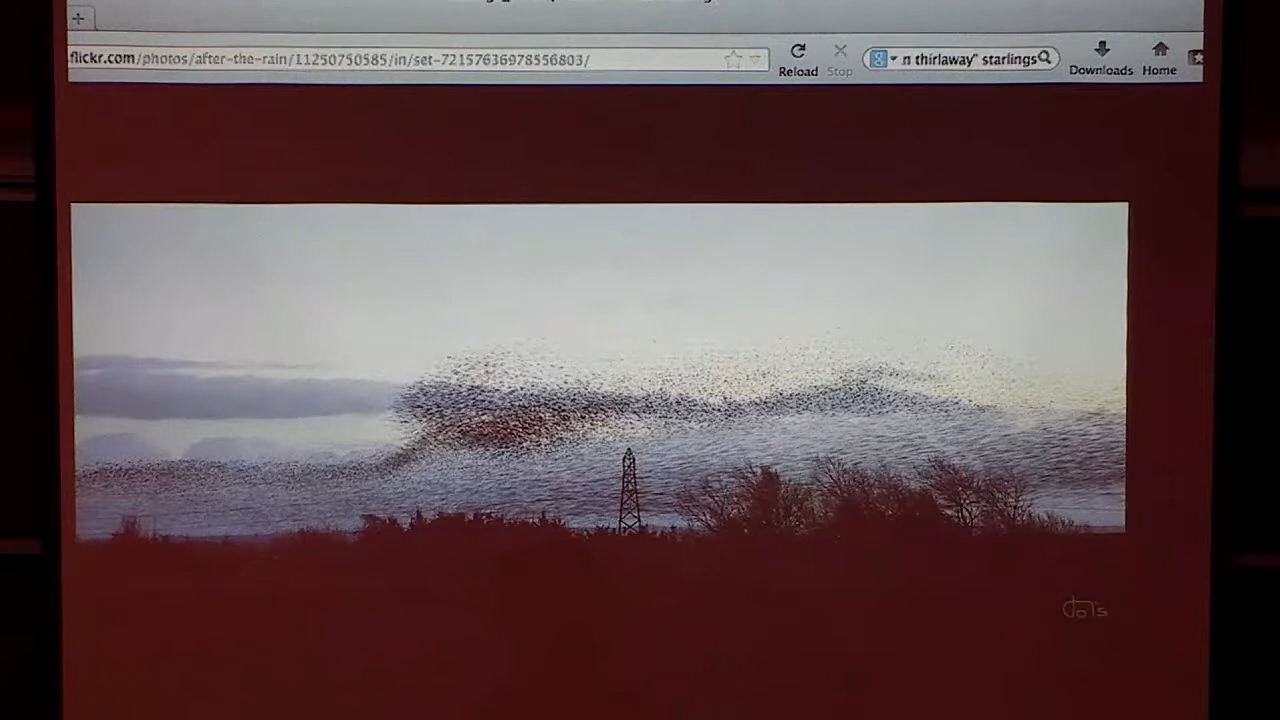 +
flickr.com/photos/after-the-rain/11250750585/in/set-72157636978556803/
Reload
Stop
n thirlaway" starlings
Downloads
Home